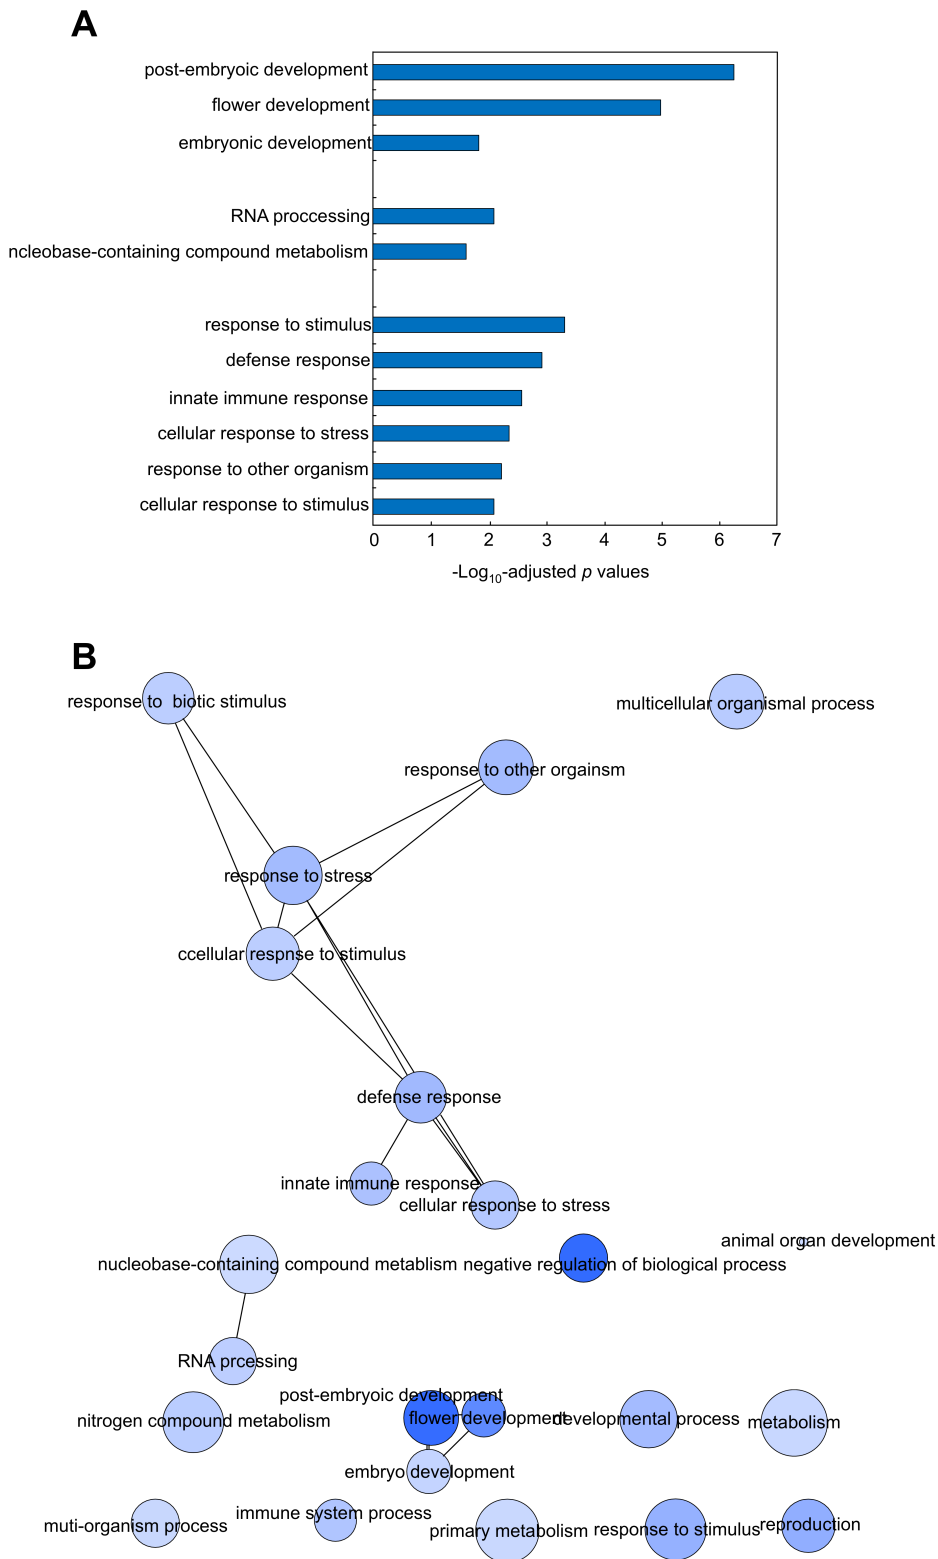 A
post-embryoic development
flower development
embryonic development
RNA proccessing
ncleobase-containing compound metabolism
response to stimulus
defense response
innate immune response
cellular response to stress
response to other organism
cellular response to stimulus
0 1 2 3 4 5 6 7
-Log10-adjusted p values
B
response to biotic stimulus
multicellular organismal process
response to other orgainsm
response to stress
ccellular respnse to stimulus
defense response
innate immune response
cellular response to stress
animal organ development
nucleobase-containing compound metablism
negative regulation of biological process
RNA prcessing
post-embryoic development
nitrogen compound metabolism
flower development
developmental process
metabolism
embryo development
muti-organism process
immune system process
primary metabolism
response to stimulus
reproduction